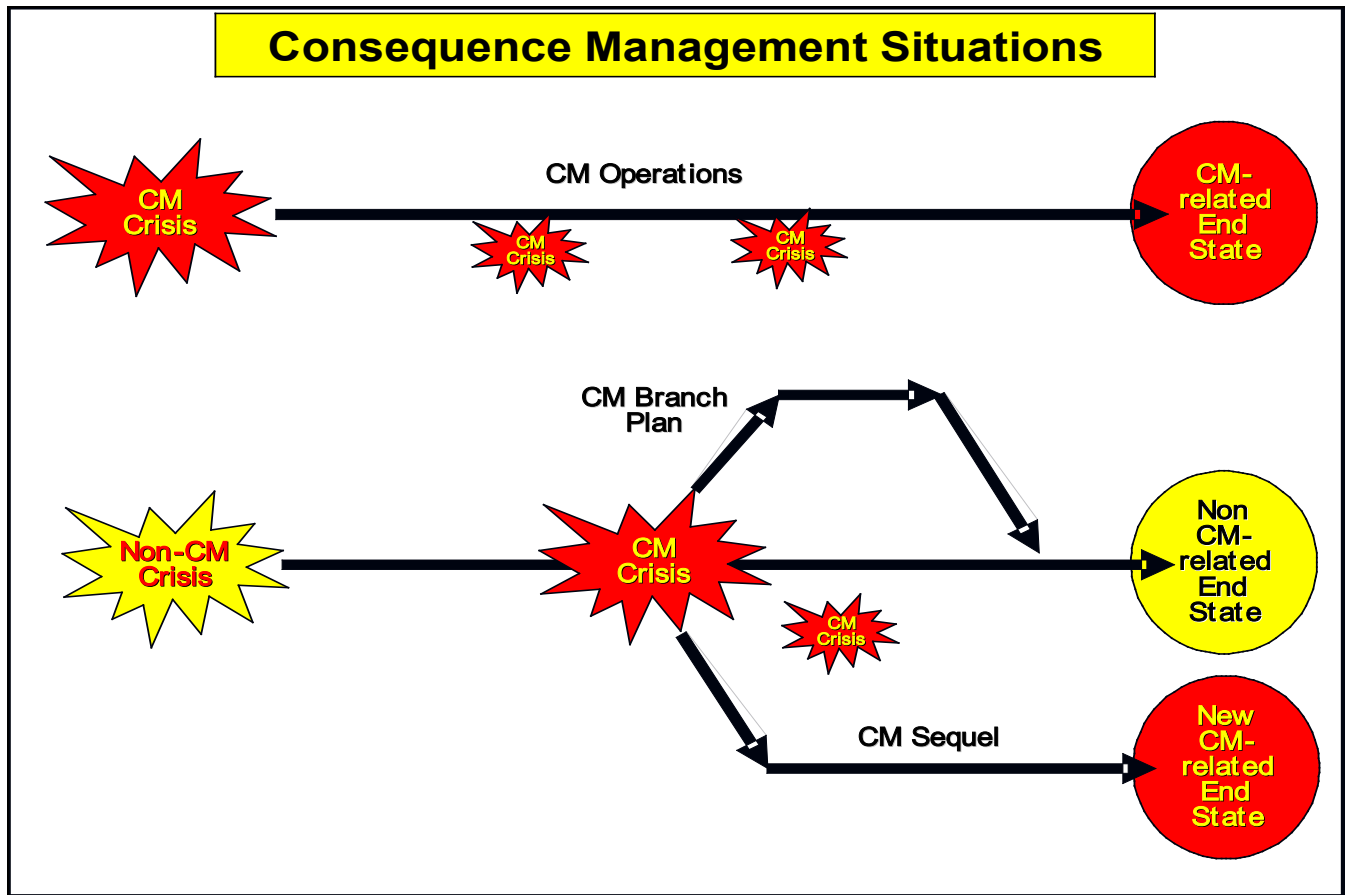 Consequence Management Situations
CM
Crisis
CM Operations
CM
Crisis
CM
Crisis
CM-
related
End
State
CM Branch
Plan
Non-CM
Crisis
CM
Crisis
CM
Crisis
Non
CM-
related
End
State
CM Sequel
New
CM-
related
End
State